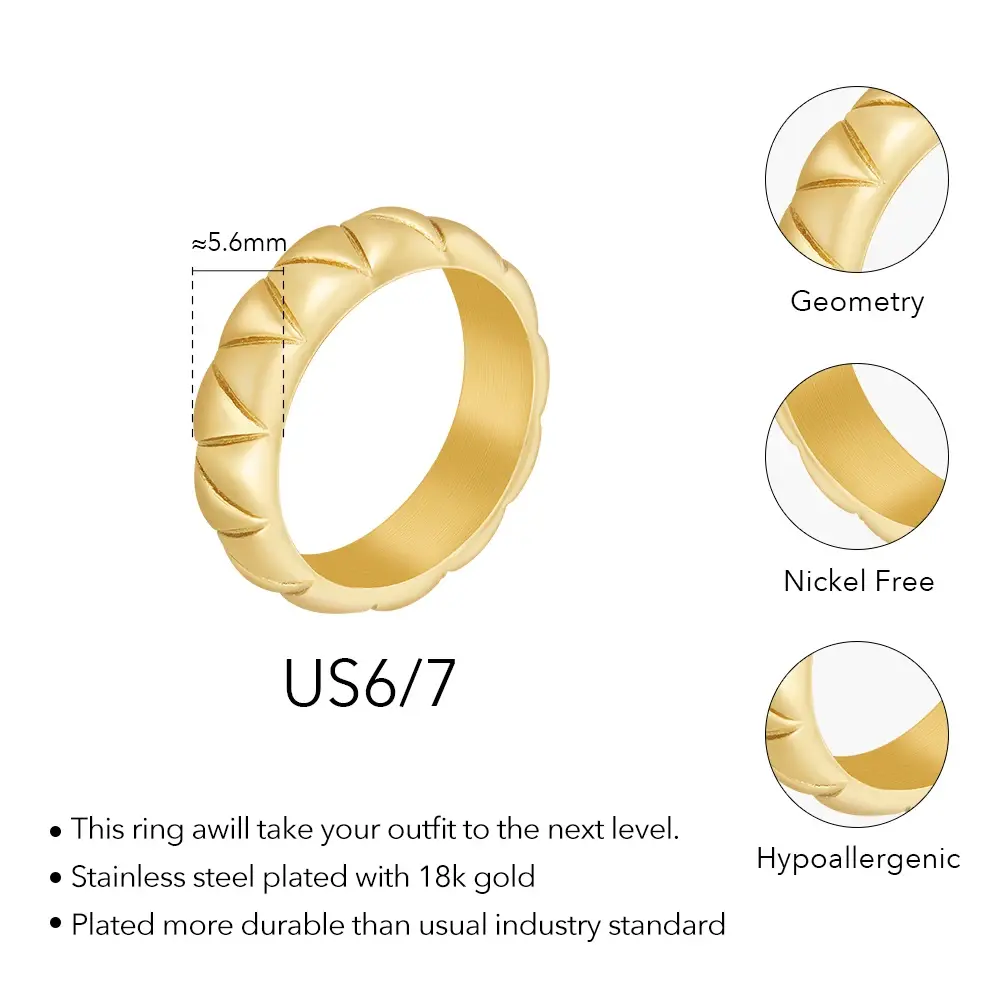 ≈5.6mm
Geometry
Nickel Free
US6/7
Hypoallergenic
• This ring awill take your outfit to the next level.
• Stainless steel plated with 18k gold
• Plated more durable than usual industry standard